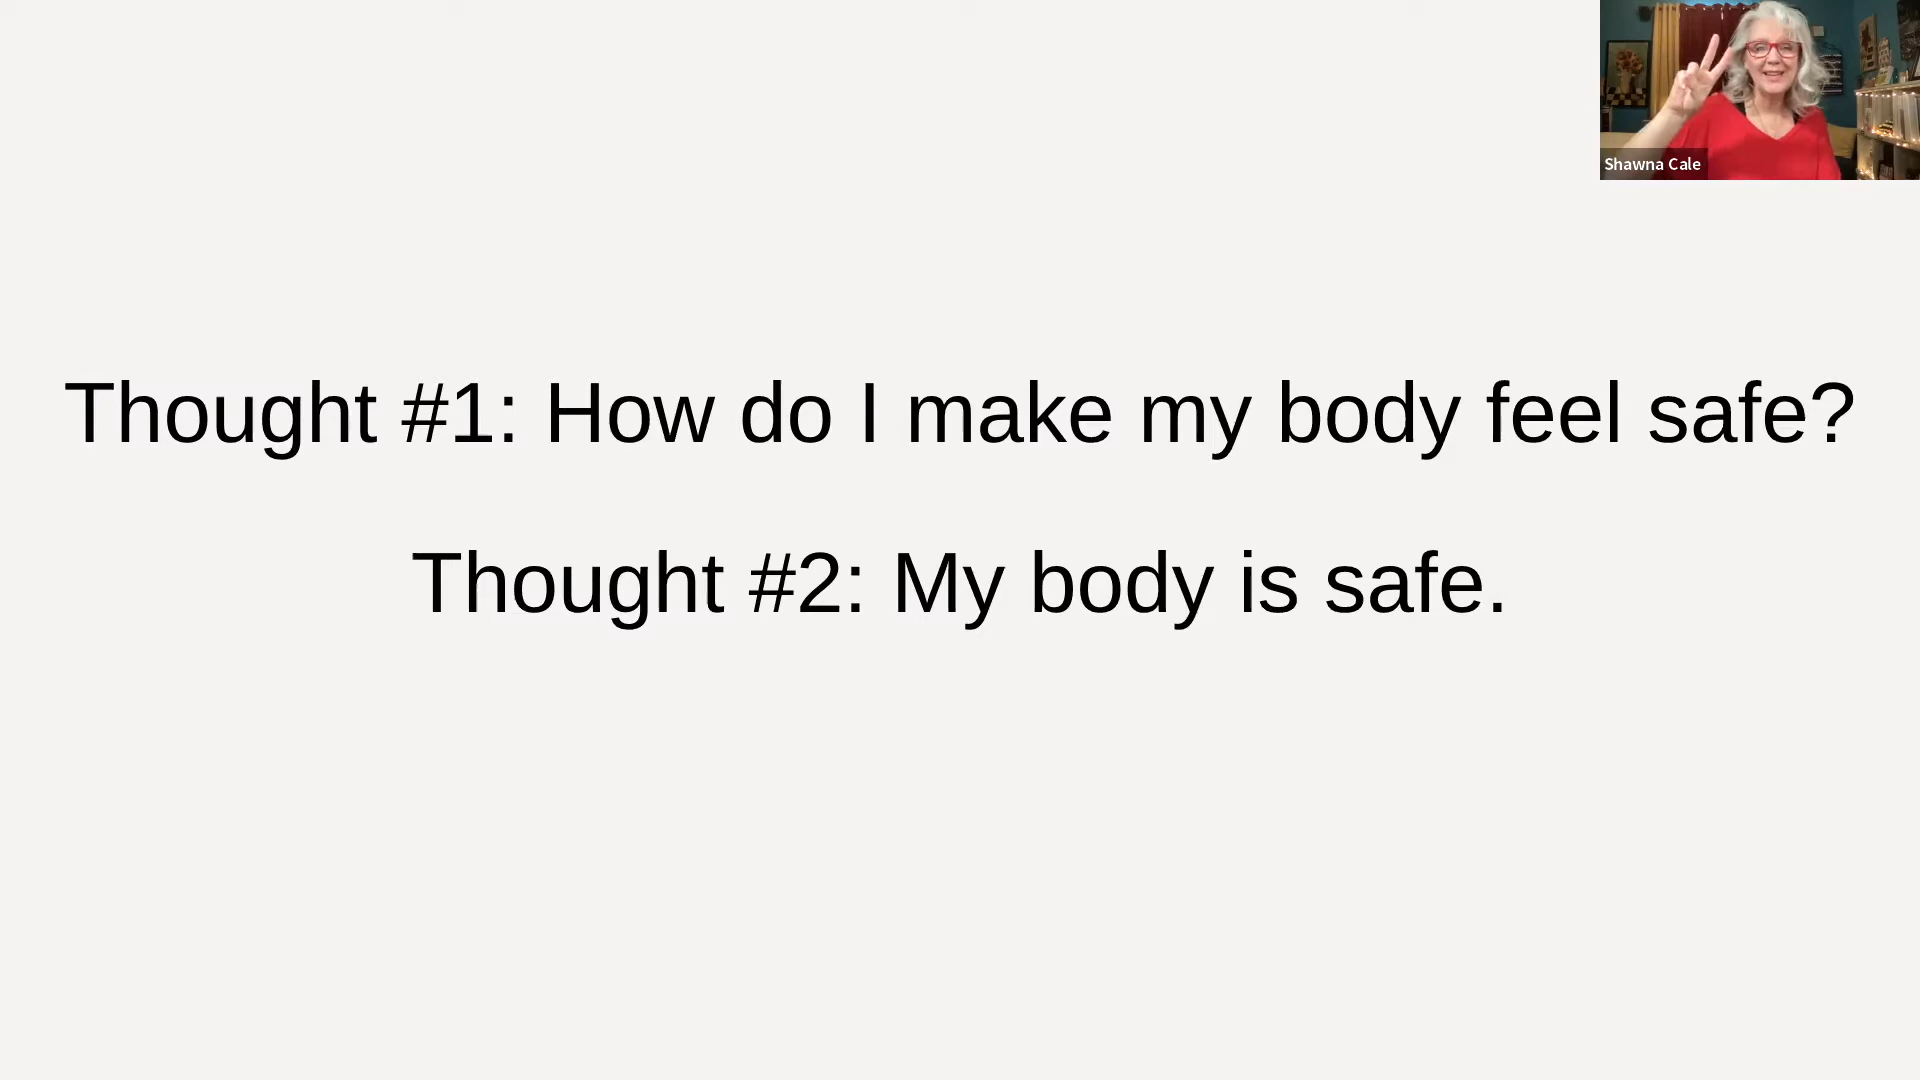 Shawna Cale
Thought #1: How do I make my body feel safe?
Thought #2: My body is safe.